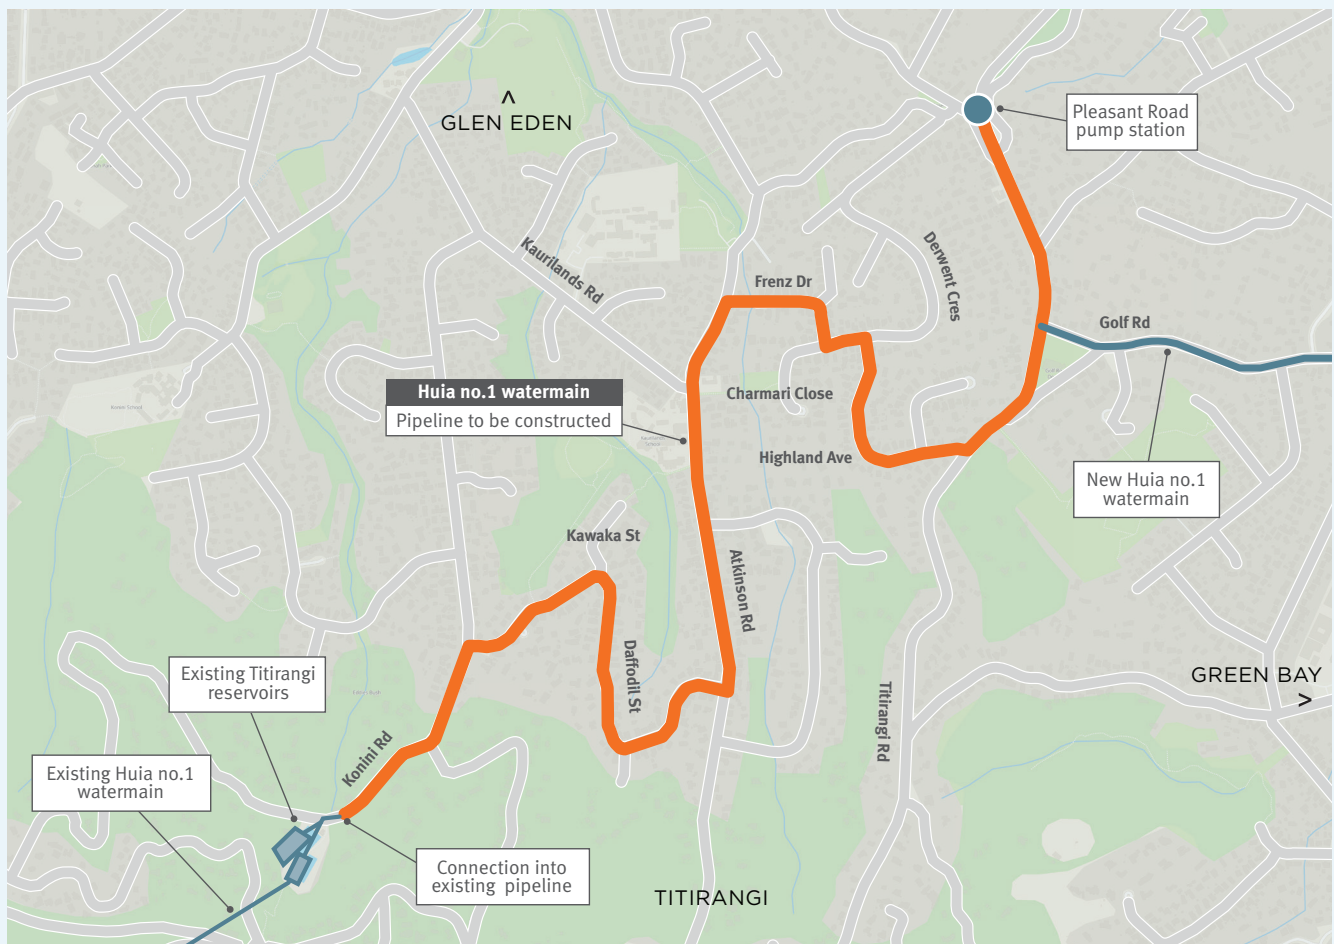 ^
GLEN EDEN
Pleasant Road
pump station
Kaurilands Rd
Derwent Cres
Frenz Dr
Golf Rd
Huia no.1 watermain
Pipeline to be constructed
Charmari Close
Highland Ave
New Huia no.1
watermain
Kawaka St
Atkinson Rd
Daffodil St
Existing Titirangi
reservoirs
GREEN BAY
>
Titirangi Rd
Konini Rd
Existing Huia no.1
watermain
Connection into
existing pipeline
TITIRANGI